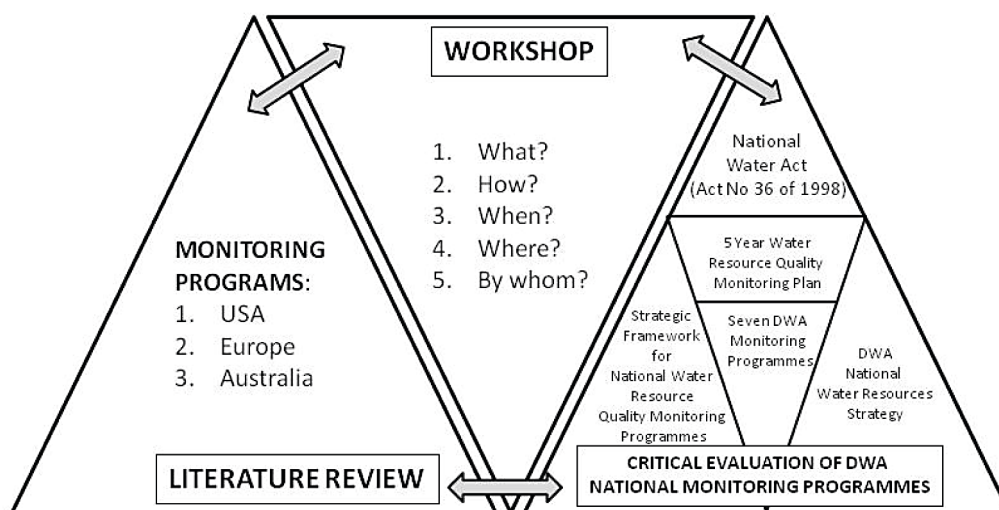 WORKSHOP
1. What?
2. How?
3. When?
4. Where?
5. By whom?
MONITORING
PROGRAMS:
1. USA
2. Europe
3. Australia
LITERATURE REVIEW
National
Water Act
(Act No 36 of 1998)
5 Year Water
Resource Quality
Monitoring Plan
Seven DWA
Monitoring
Programmes
Strategic
Framework
for
National Water
Resource
Quality Monitoring
Programmes
DWA
National
Water Resources
Strategy
CRITICAL EVALUATION OF DWA
NATIONAL MONITORING PROGRAMMES